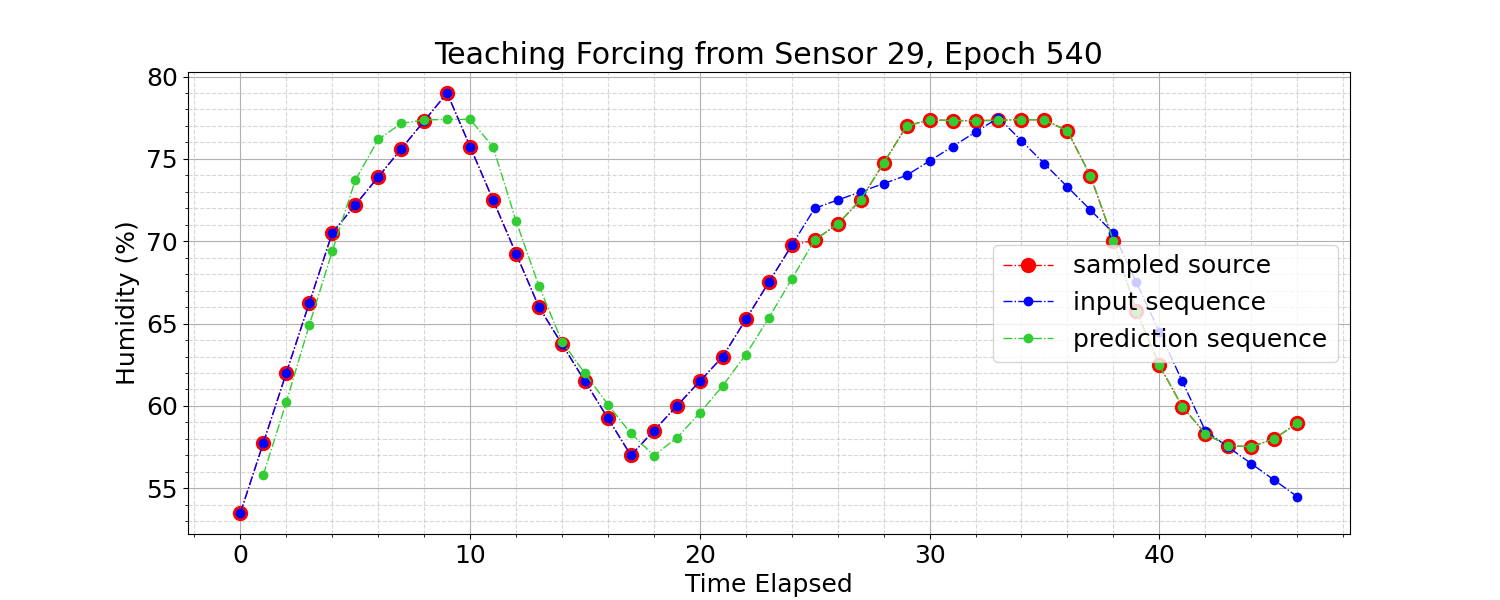 Teaching Forcing from Sensor 29, Epoch 540
80
75
70
65
60
55
Humidity (%)
sampled source
input sequence
prediction sequence
0 10 20 30 40
Time Elapsed